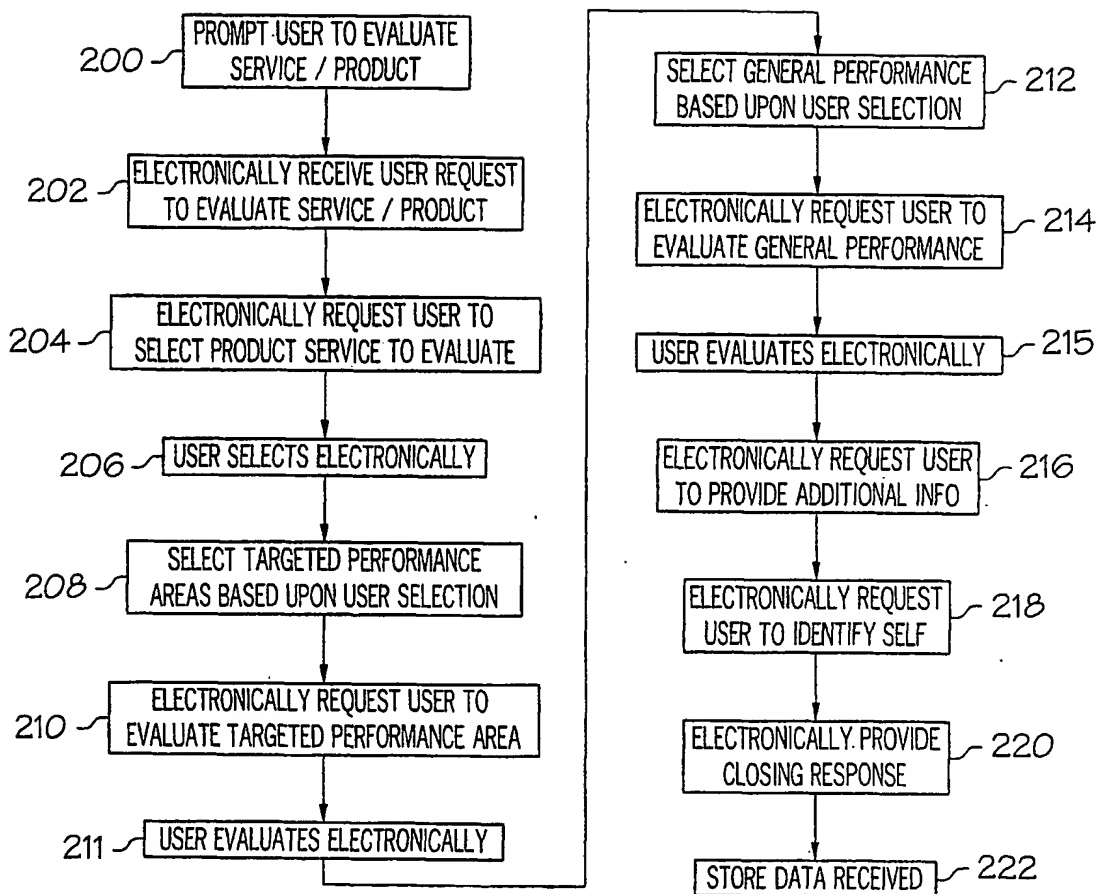 200
PROMPT USER TO EVALUATE
SERVICE / PRODUCT
202
ELECTRONICALLY RECEIVE USER REQUEST
TO EVALUATE SERVICE / PRODUCT
204
ELECTRONICALLY REQUEST USER TO
SELECT PRODUCT SERVICE TO EVALUATE
206
USER SELECTS ELECTRONICALLY
208
SELECT TARGETED PERFORMANCE
AREAS BASED UPON USER SELECTION
210
ELECTRONICALLY REQUEST USER TO
EVALUATE TARGETED PERFORMANCE AREA
211
USER EVALUATES ELECTRONICALLY
SELECT GENERAL PERFORMANCE
BASED UPON USER SELECTION
212
ELECTRONICALLY REQUEST USER TO
EVALUATE GENERAL PERFORMANCE
214
USER EVALUATES ELECTRONICALLY
215
ELECTRONICALLY REQUEST USER
TO PROVIDE ADDITIONAL INFO
216
ELECTRONICALLY REQUEST
USER TO IDENTIFY SELF
218
ELECTRONICALLY PROVIDE
CLOSING RESPONSE
220
STORE DATA RECEIVED
222